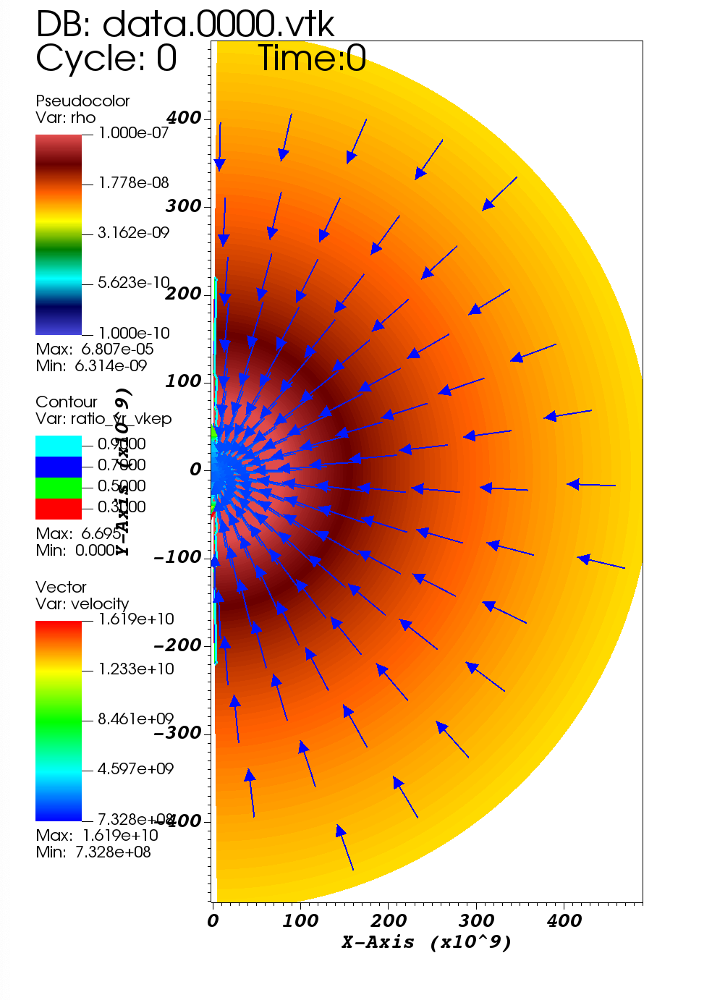 DB: data.0000.vtk
Cycle: 0 Time:0
Pseudocolor
Var: rho
1.000e-07
1.778e-08
3.162e-09
5.623e-10
1.000e-10
Max: 6.807e-05
Min: 6.314e-09
Contour
Var: ratio_vr_vkep
0.9000
0.7000
0.5000
0.3000
Max: 6.695
Min: 0.000
Vector
Var: velocity
1.619e+10
1.233e+10
8.461e+09
4.597e+09
7.328e+08
Max: 1.619e+10
Min: 7.328e+08
Y-Axis (x10^9)
400
300
200
100
0
-100
-200
-300
-400
0 100 200 300 400
X-Axis (x10^9)